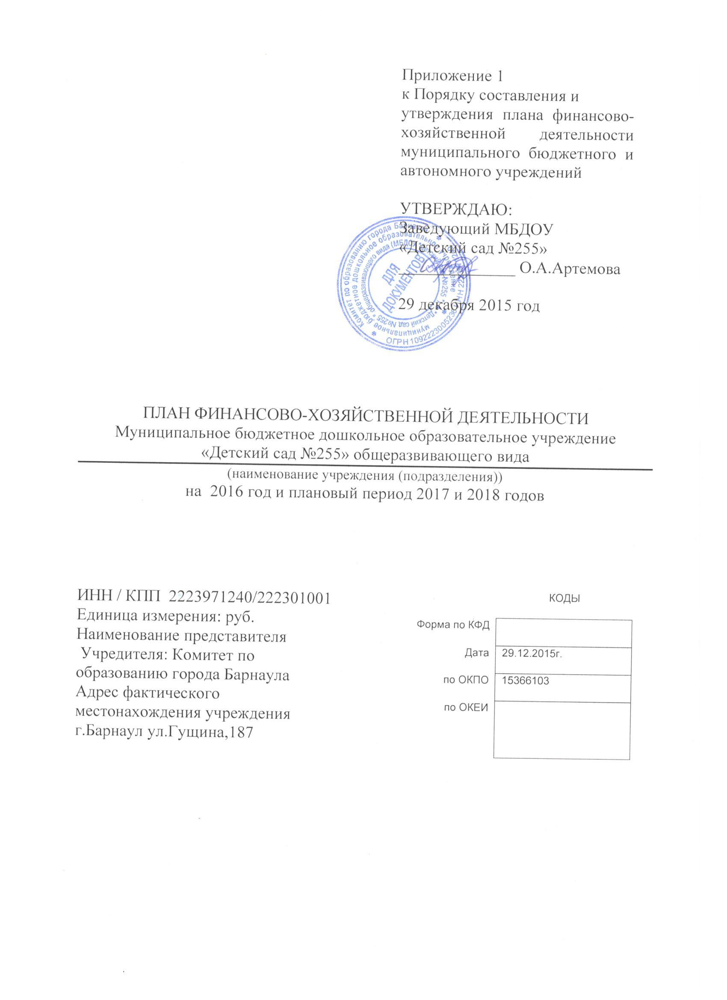 Приложение 1
к Порядку составления и
утверждения плана финансово-
хозяйственной деятельности
муниципального бюджетного и
автономного учреждений
УТВЕРЖДАЮ:
Заведующий МБДОУ
«Детский сад №255»
О.А.Артемова
29 декабря 2015 год
Комитет по образованию города Барнаула
муниципальное бюджетное дошкольное образовательное учреждение
"Детский сад №255" общеразвивающего вида (МБДОУ "Детский сад №255")
ОГРН 1092223005236 ИНН
ДЛЯ
ДОКУМЕНТОВ
ПЛАН ФИНАНСОВО-ХОЗЯЙСТВЕННОЙ ДЕЯТЕЛЬНОСТИ
Муниципальное бюджетное дошкольное образовательное учреждение
«Детский сад №255» общеразвивающего вида
(наименование учреждения (подразделения))
на 2016 год и плановый период 2017 и 2018 годов
ИНН / КПП 2223971240/222301001
Единица измерения: руб.
Наименование представителя
Учредителя: Комитет по
образованию города Барнаула
Адрес фактического
местонахождения учреждения
г.Барнаул ул.Гущина,187
КОДЫ
Форма по КФД
Дата 29.12.2015г.
по ОКПО 15366103
по ОКЕИ